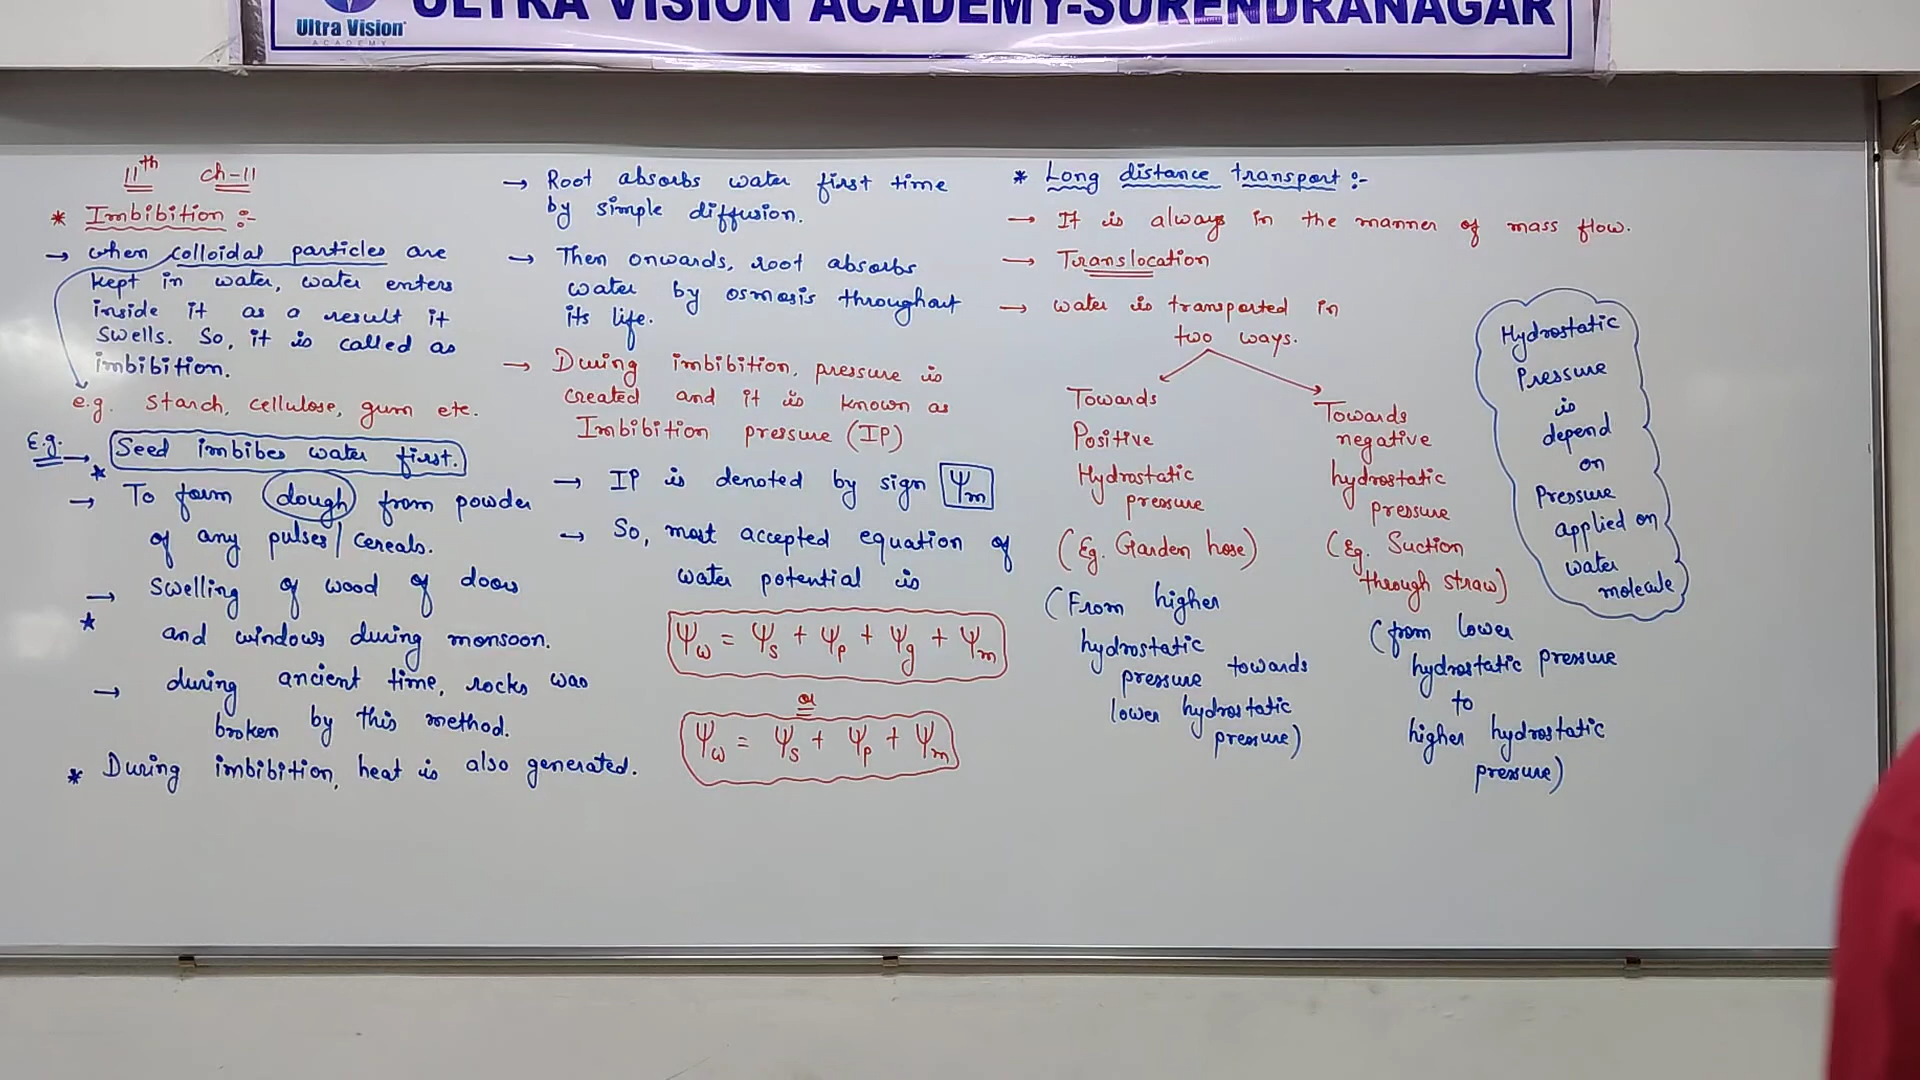 ULTRA VISION ACADEMY-SURENDRANAGAR
Ultra Vision
ACADEMY
11th ch-11
* Imbibition :-
→ when colloidal particles are
kept in water, water enters
inside it as a result it
swells. So, it is called as
imbibition.
e.g. starch, cellulose, gum etc.
E.g. → Seed imbibes water first.
* → To form dough from powder
of any pulses/cereals.
→ swelling of wood of doors
* and windows during monsoon.
→ during ancient time, rocks was
broken by this method.
* During imbibition, heat is also generated.
→ Root absorbs water first time
by simple diffusion.
→ Then onwards, root absorbs
water by osmosis throughout
its life.
→ During imbibition, pressure is
created and it is known as
Imbibition pressure (IP)
→ IP is denoted by sign Ψm
→ So, most accepted equation of
water potential is
Ψw = Ψs + Ψp + Ψg + Ψm
or
Ψw = Ψs + Ψp + Ψm
* Long distance transport :-
→ It is always in the manner of mass flow.
→ Translocation
→ water is transported in
two ways.
Towards
Positive
Hydrostatic
pressure
(Eg. Garden hose)
(From higher
hydrostatic
pressure towards
lower hydrostatic
pressure)
Towards
negative
hydrostatic
pressure
(Eg. Suction
through straw)
(from lower
hydrostatic pressure
to
higher hydrostatic
pressure)
Hydrostatic
Pressure
is
depend
on
Pressure
applied on
water
molecule